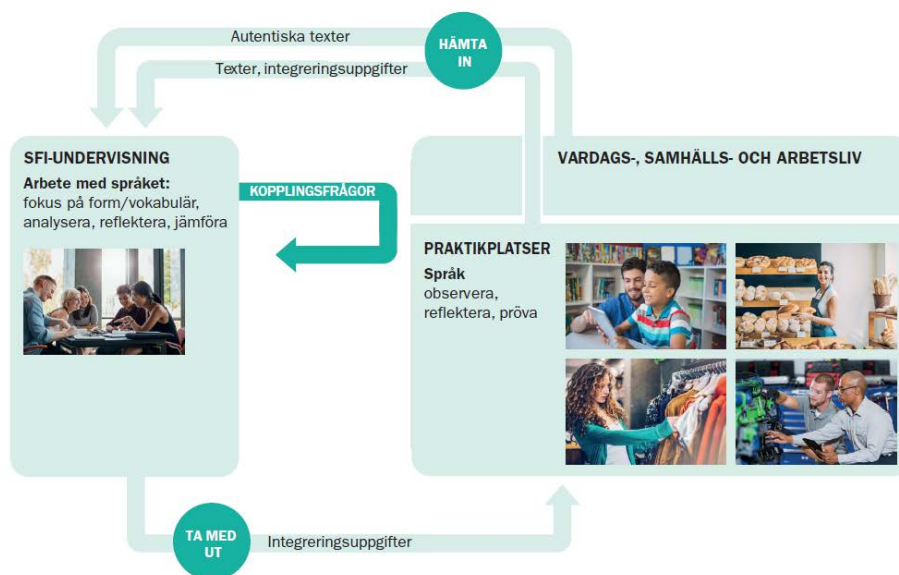 Autentiska texter
HÄMTA
IN
Texter, integreringsuppgifter
SFI-UNDERVISNING
Arbete med språket:
fokus på form/vokabulär,
analysera, reflektera, jämföra
KOPPLINGSFRÅGOR
VARDAGS-, SAMHÄLLS- OCH ARBETSLIV
PRAKTIKPLATSER
Språk
observera,
reflektera, pröva
TA MED
UT
Integreringsuppgifter